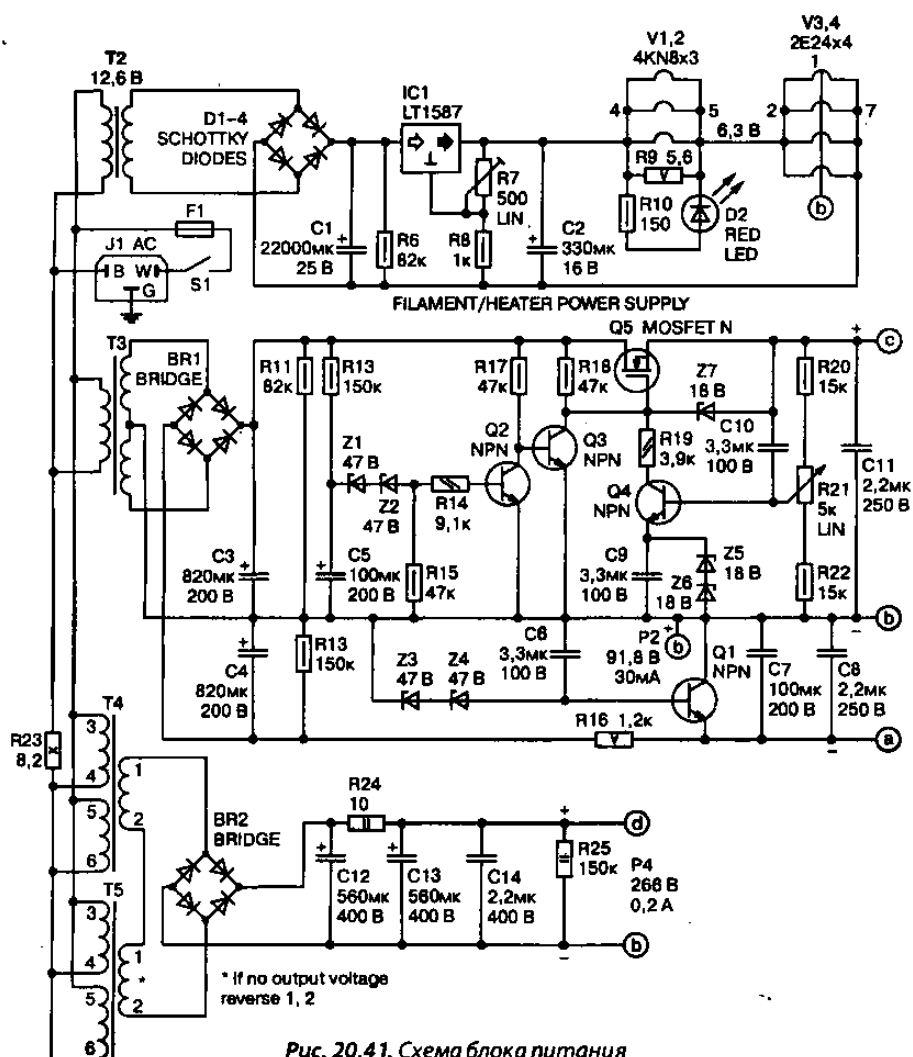 T2
12,6 В
D1–4
SCHOTTKY
DIODES
IC1
LT1587
V1,2
4KN8x3
V3,4
2E24x4
1
4
5
2
7
6,3 В
R7
500
LIN
R9 5,6
R10
150
D2
RED
LED
b
F1
J1 AC
B
W
G
S1
C1
22000мк
25 В
R6
82к
R8
1к
C2
330мк
16 В
FILAMENT/HEATER POWER SUPPLY
T3
BR1
BRIDGE
Q5 MOSFET N
R11
82к
R13
150к
R17
47к
R18
47к
Z7
18 В
R20
15к
c
Q2
NPN
Q3
NPN
R19
3,9к
C10
3,3мк
100 В
Z1
47 В
Z2
47 В
R14
9,1к
Q4
NPN
R21
5к
LIN
C11
2,2мк
250 В
C3
820мк
200 В
C5
100мк
200 В
R15
47к
C9
3,3мк
100 В
Z5
18 В
Z6
18 В
R22
15к
b
C4
820мк
200 В
R13
150к
Z3
47 В
Z4
47 В
C6
3,3мк
100 В
P2
b
91,8 В
30мА
Q1
NPN
C7
100мк
200 В
C8
2,2мк
250 В
R16 1,2к
a
R23
8,2
T4
3
4
5
6
1
2
BR2
BRIDGE
R24
10
d
C12
560мк
400 В
C13
560мк
400 В
C14
2,2мк
400 В
R25
150к
P4
266 В
0,2 А
b
T5
3
4
5
6
1
*
2
* If no output voltage
reverse 1, 2
Рис. 20.41. Схема блока питания